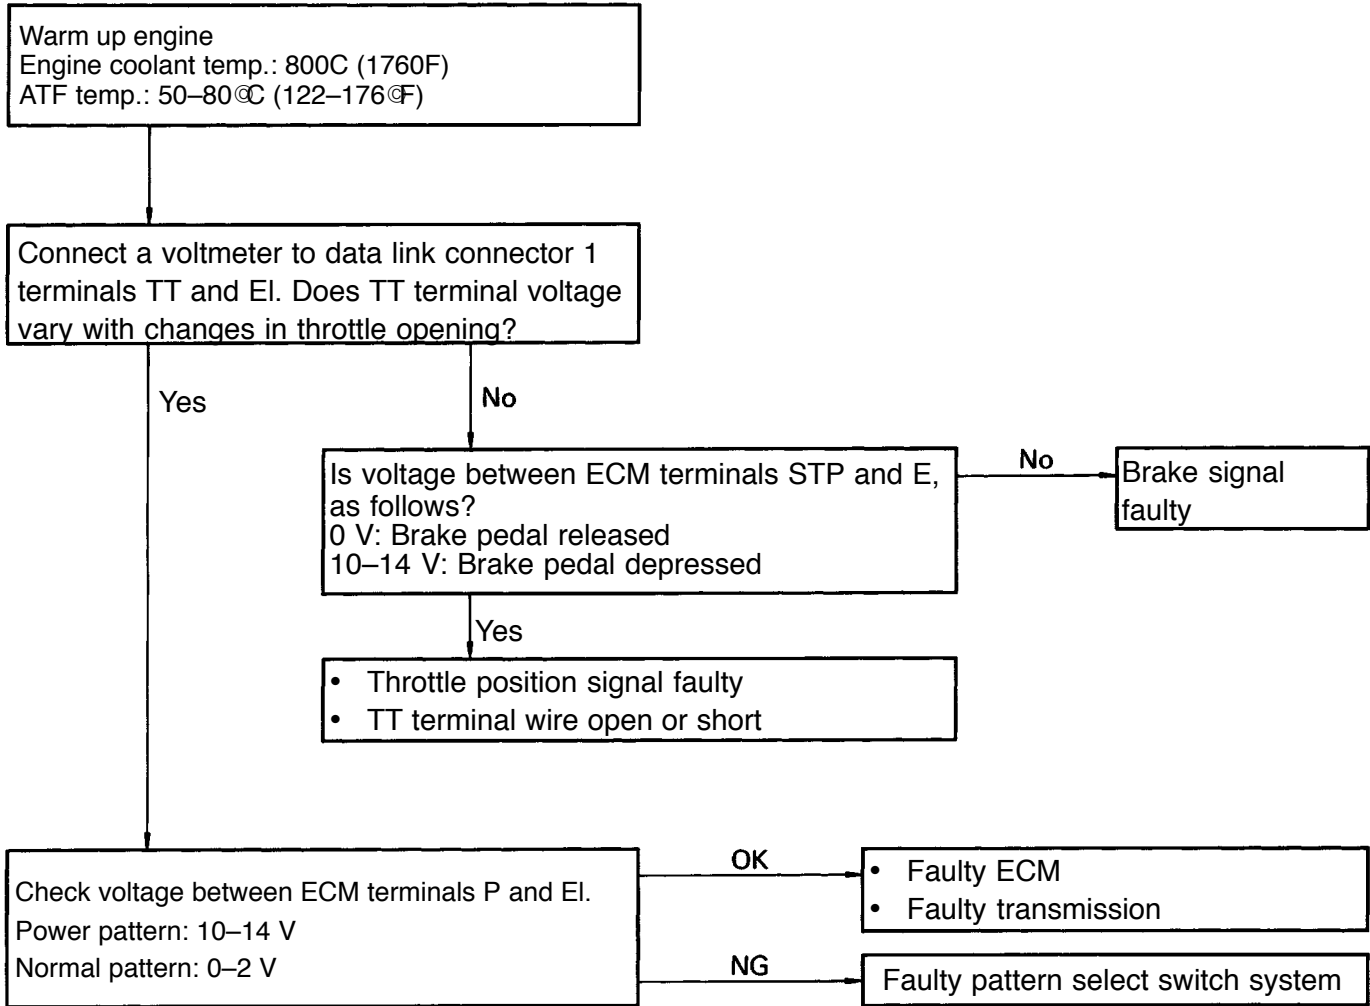 Warm up engine
Engine coolant temp.: 800C (1760F)
ATF temp.: 50–80©C (122–176©F)
Connect a voltmeter to data link connector 1
terminals TT and El. Does TT terminal voltage
vary with changes in throttle opening?
Yes
No
Is voltage between ECM terminals STP and E,
as follows?
0 V: Brake pedal released
10–14 V: Brake pedal depressed
No
Brake signal
faulty
Yes
• Throttle position signal faulty
• TT terminal wire open or short
Check voltage between ECM terminals P and El.
Power pattern: 10–14 V
Normal pattern: 0–2 V
OK
• Faulty ECM
• Faulty transmission
NG
Faulty pattern select switch system